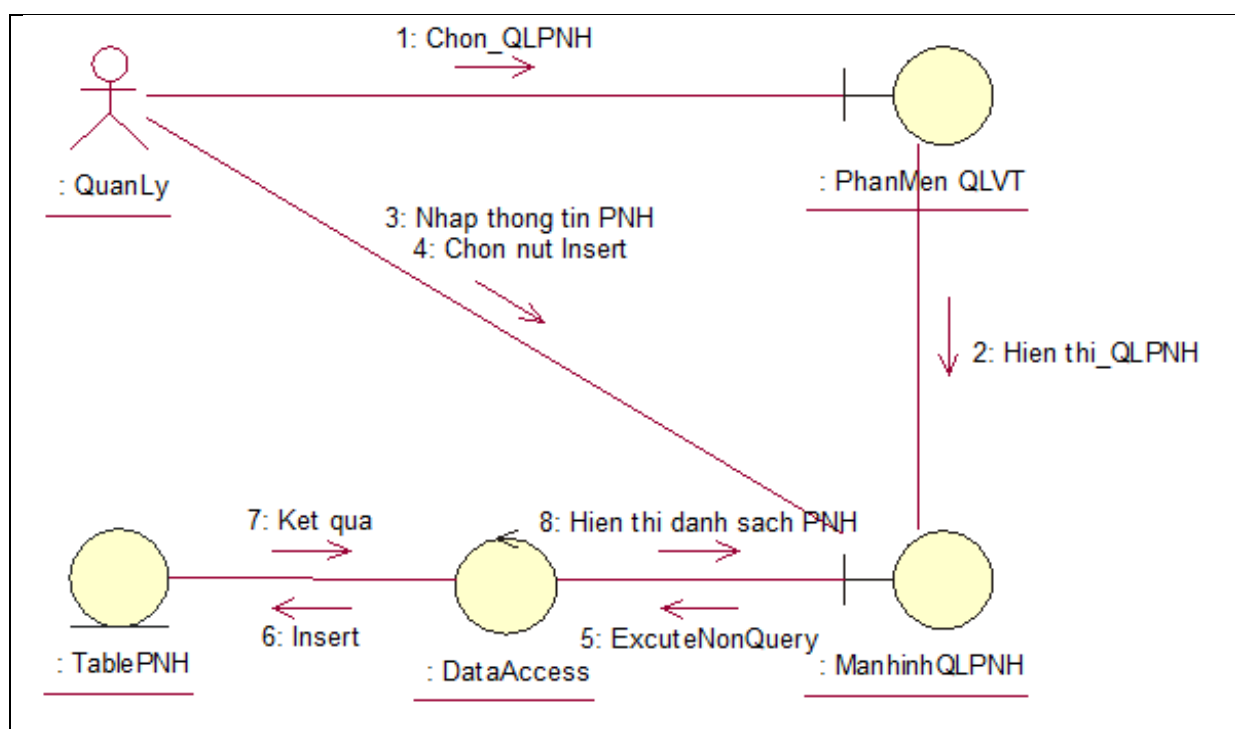 1: Chon_QLPNH
: QuanLy
: PhanMen QLVT
3: Nhap thong tin PNH
4: Chon nut Insert
2: Hien thi_QLPNH
7: Ket qua
8: Hien thi danh sach PNH
6: Insert
5: ExcuteNonQuery
: TablePNH
: DataAccess
: ManhinhQLPNH